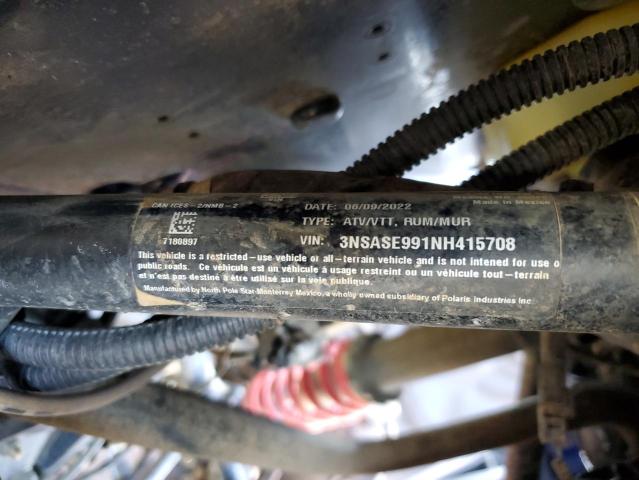 Made in Mexico
CAN ICES-2/NMB-2
DATE: 06/09/2022
TYPE: ATV/VTT, RUM/MUR
7180897
VIN: 3NSASE991NH415708
This vehicle is a restricted-use vehicle or all-terrain vehicle and is not intended for use o
public roads. Ce véhicule est un véhicule à usage restreint ou un véhicule tout-terrain
et n'est pas destiné à être utilisé sur la voie publique.
Manufactured by North Pole Star-Monterrey Mexico, a wholly owned subsidiary of Polaris Industries Inc